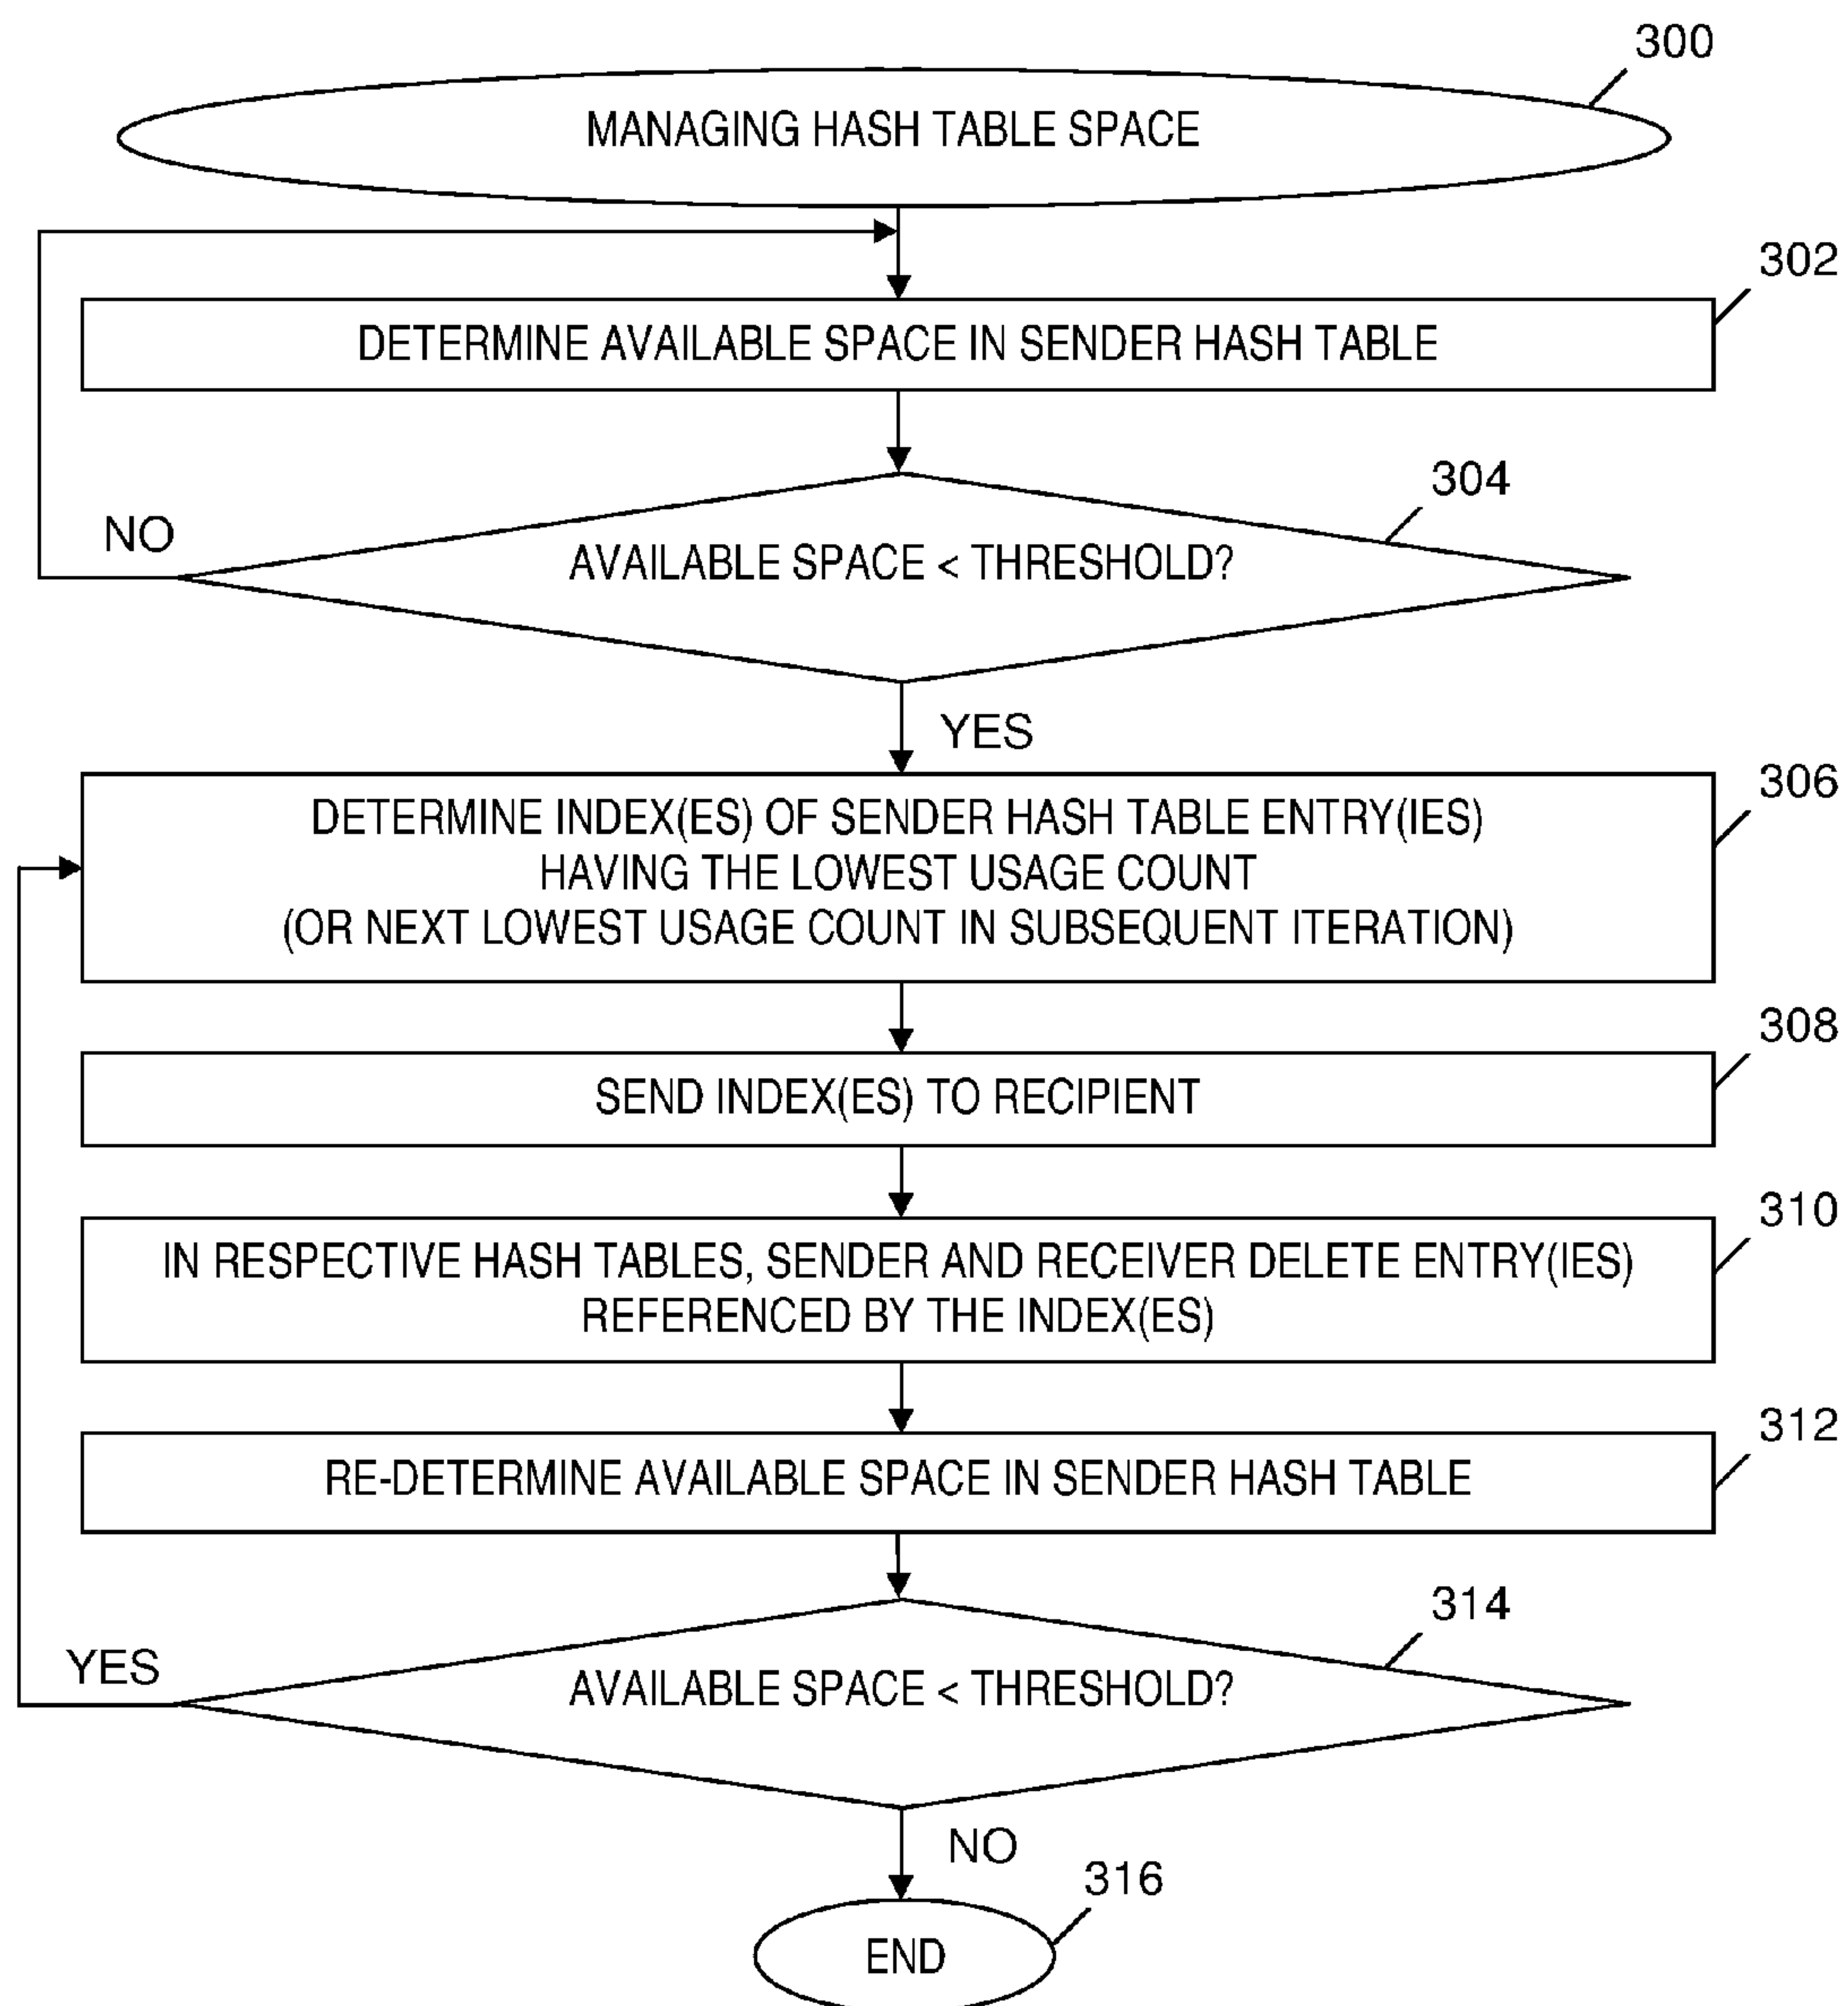 300
MANAGING HASH TABLE SPACE
302
DETERMINE AVAILABLE SPACE IN SENDER HASH TABLE
304
NO
AVAILABLE SPACE < THRESHOLD?
YES
306
DETERMINE INDEX(ES) OF SENDER HASH TABLE ENTRY(IES)
HAVING THE LOWEST USAGE COUNT
(OR NEXT LOWEST USAGE COUNT IN SUBSEQUENT ITERATION)
308
SEND INDEX(ES) TO RECIPIENT
310
IN RESPECTIVE HASH TABLES, SENDER AND RECEIVER DELETE ENTRY(IES)
REFERENCED BY THE INDEX(ES)
312
RE-DETERMINE AVAILABLE SPACE IN SENDER HASH TABLE
314
YES
AVAILABLE SPACE < THRESHOLD?
NO
316
END